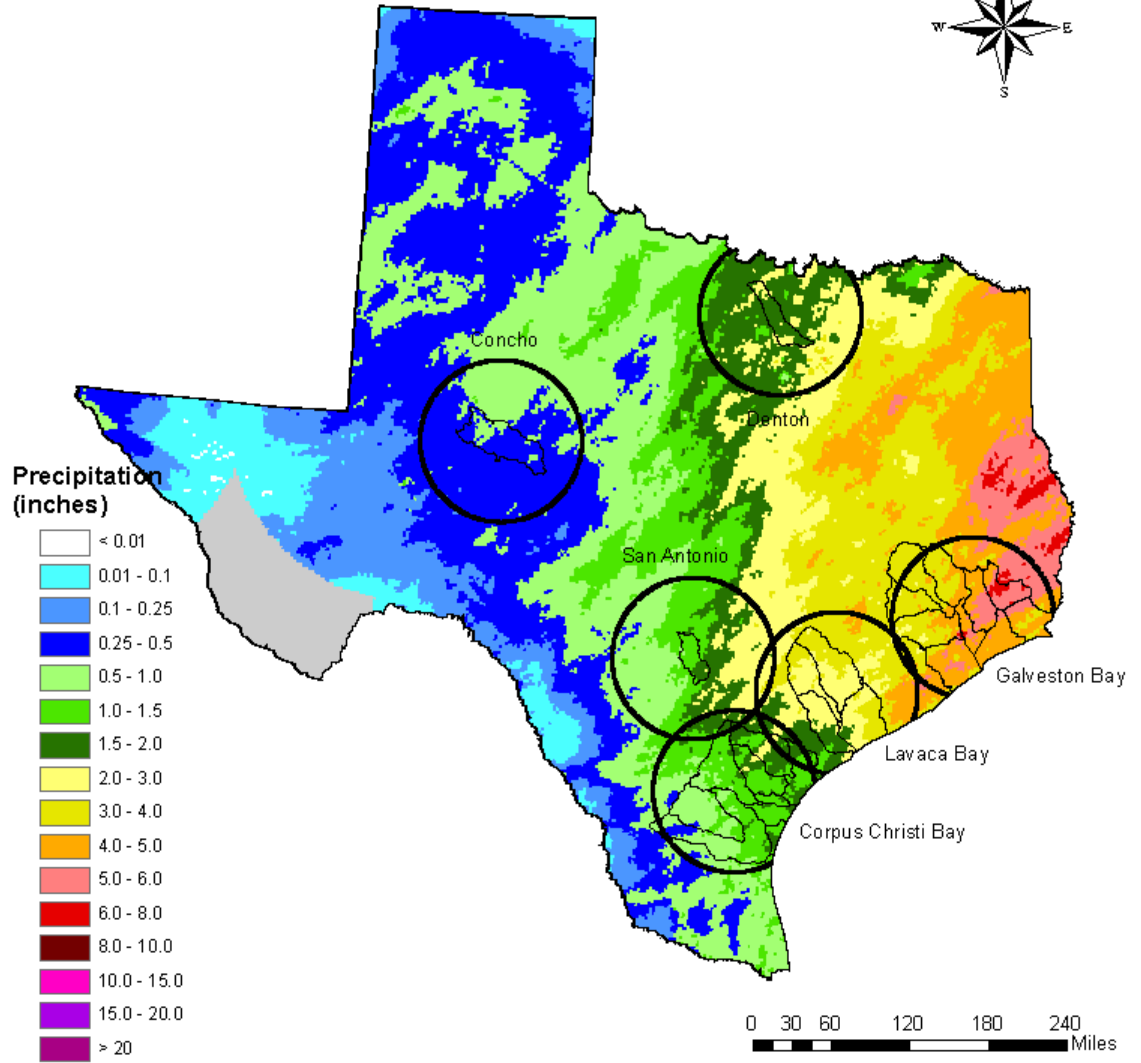 W E
S
Concho
Denton
Precipitation
(inches)
< 0.01
0.01 - 0.1
0.1 - 0.25
0.25 - 0.5
0.5 - 1.0
1.0 - 1.5
1.5 - 2.0
2.0 - 3.0
3.0 - 4.0
4.0 - 5.0
5.0 - 6.0
6.0 - 8.0
8.0 - 10.0
10.0 - 15.0
15.0 - 20.0
> 20
San Antonio
Galveston Bay
Lavaca Bay
Corpus Christi Bay
0 30 60 120 180 240
Miles